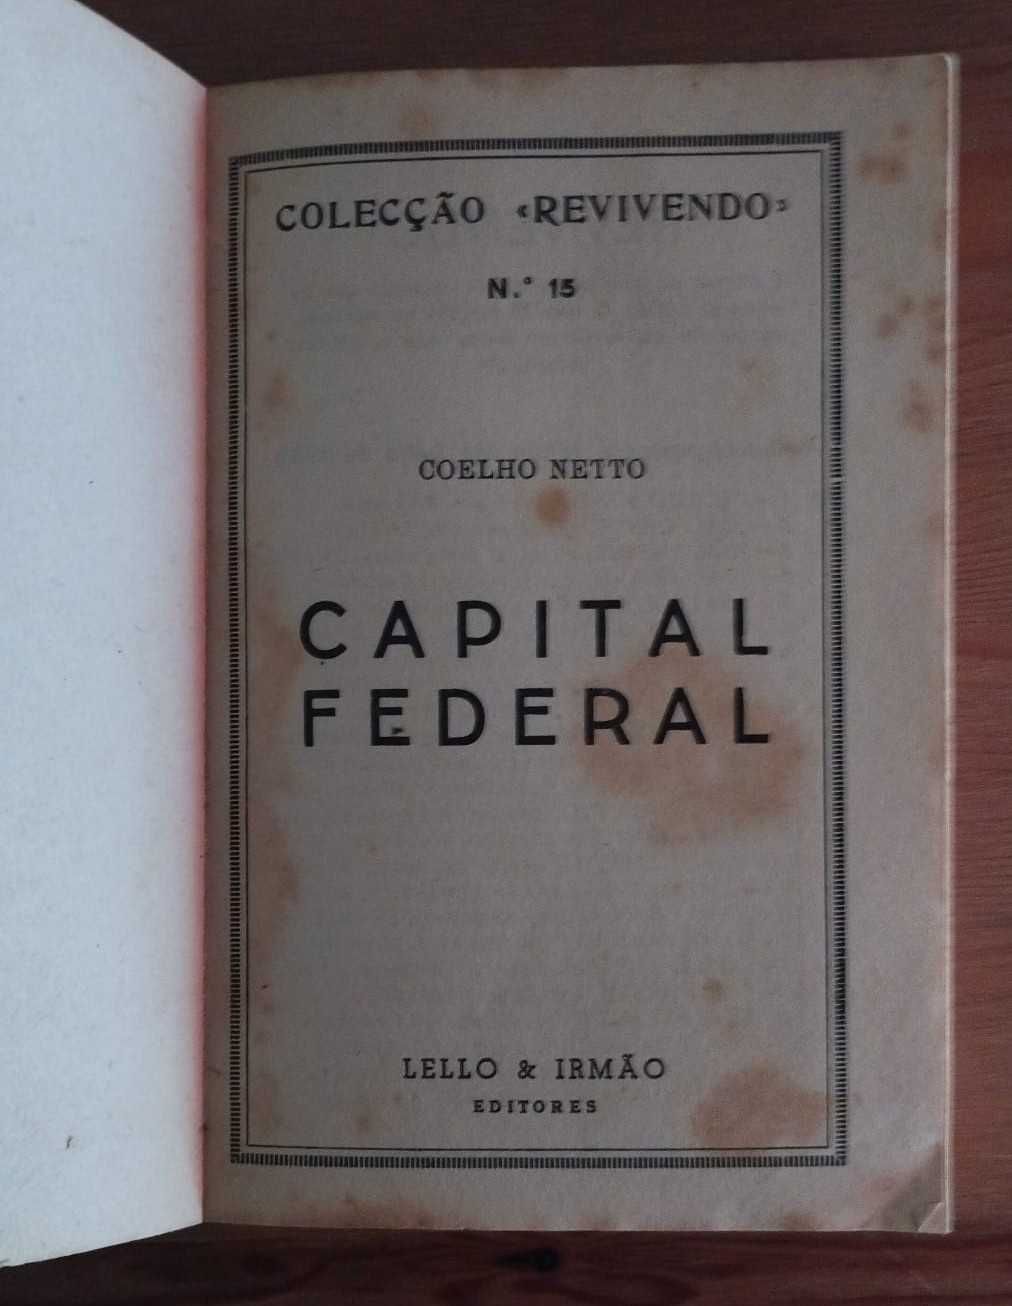 COLECÇÃO «REVIVENDO»
N.º 15
COELHO NETTO
CAPITAL
FEDERAL
LELLO & IRMÃO
EDITORES